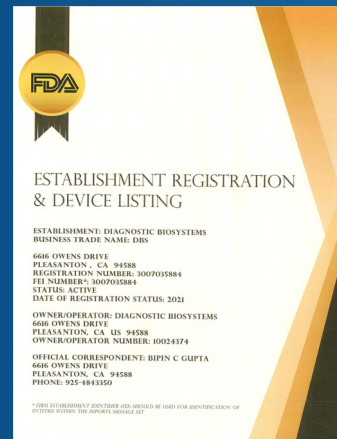 FDA
ESTABLISHMENT REGISTRATION
& DEVICE LISTING
ESTABLISHMENT: DIAGNOSTIC BIOSYSTEMS
BUSINESS TRADE NAME: DBS
6616 OWENS DRIVE
PLEASANTON , CA 94588
REGISTRATION NUMBER: 3007035884
FEI NUMBER*: 3007035884
STATUS: ACTIVE
DATE OF REGISTRATION STATUS: 2021
OWNER/OPERATOR: DIAGNOSTIC BIOSYSTEMS
6616 OWENS DRIVE
PLEASANTON, CA US 94588
OWNER/OPERATOR NUMBER: 10024374
OFFICIAL CORRESPONDENT: BIPIN C GUPTA
6616 OWENS DRIVE
PLEASANTON, CA 94588
PHONE: 925-4843350
* FIRM ESTABLISHMENT IDENTIFIER (FEI) SHOULD BE USED FOR IDENTIFICATION OF
ENTITIES WITHIN THE IMPORTS MESSAGE SET